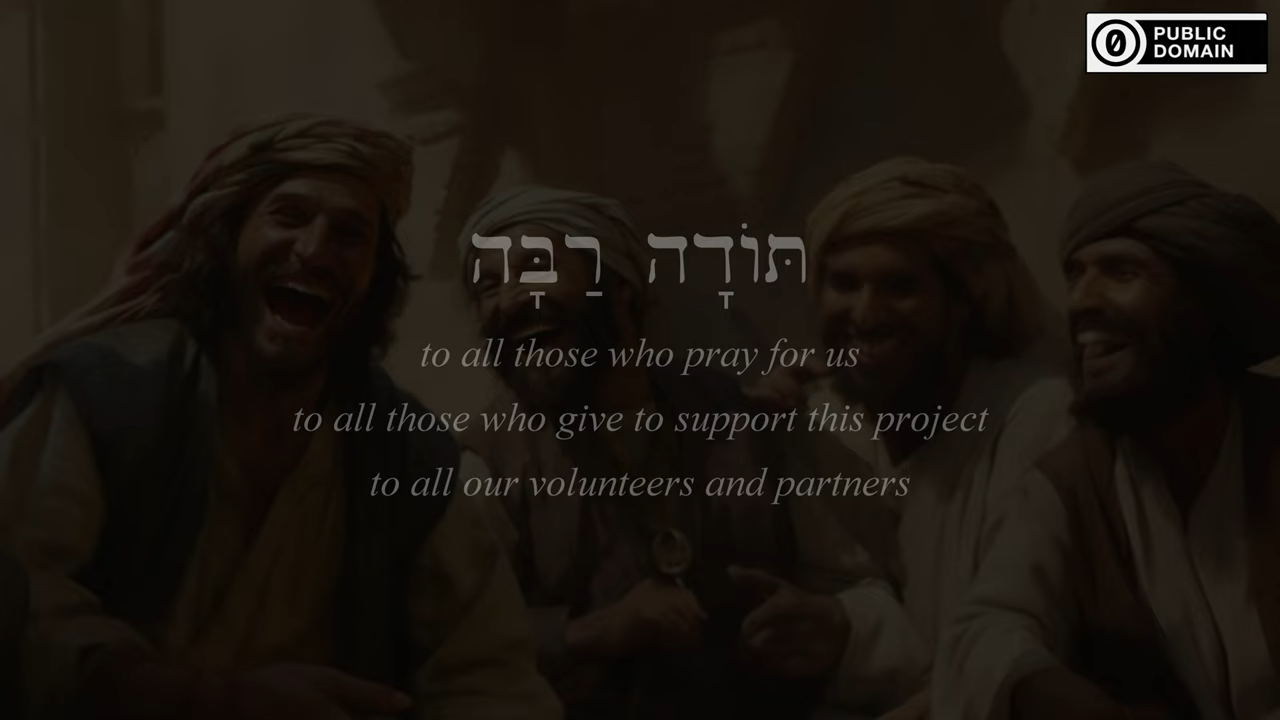 PUBLIC
DOMAIN
תּוֹדָה רַבָּה
to all those who pray for us
to all those who give to support this project
to all our volunteers and partners